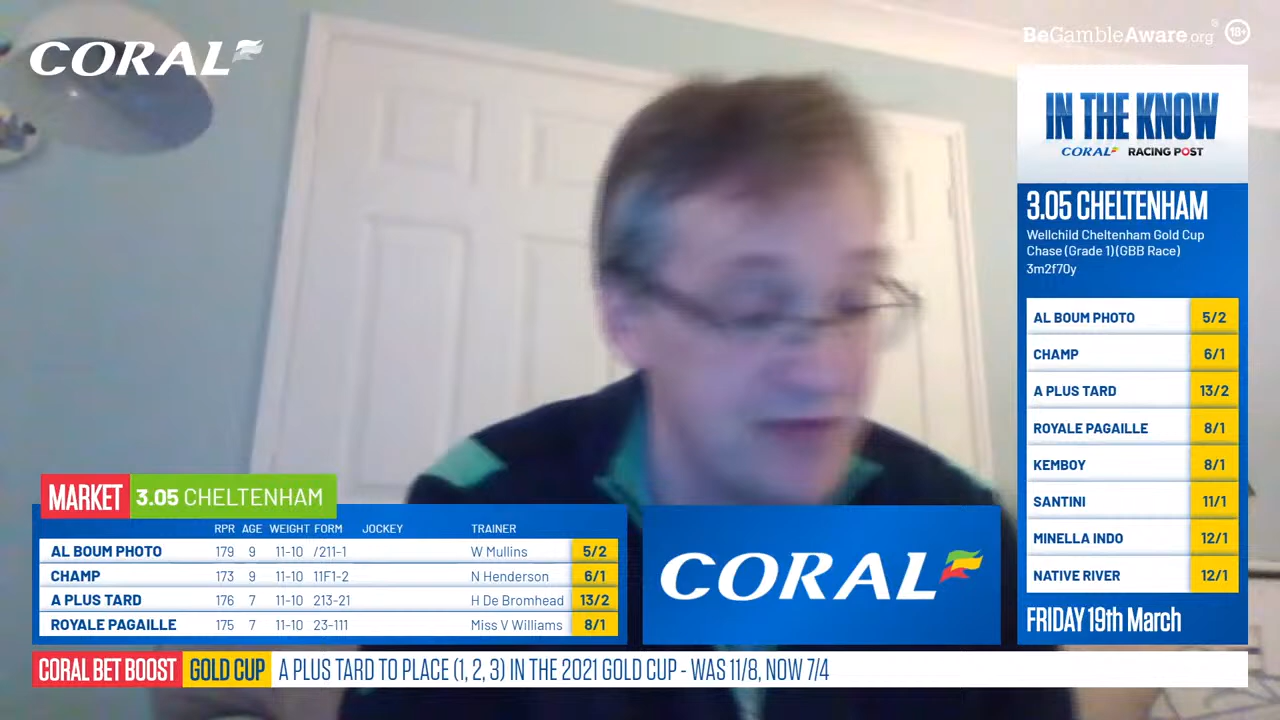 CORAL
BeGambleAware.org® 18+
IN THE KNOW
CORAL RACING POST
3.05 CHELTENHAM
Wellchild Cheltenham Gold Cup
Chase (Grade 1) (GBB Race)
3m2f70y
AL BOUM PHOTO 5/2
CHAMP 6/1
A PLUS TARD 13/2
ROYALE PAGAILLE 8/1
KEMBOY 8/1
SANTINI 11/1
MINELLA INDO 12/1
NATIVE RIVER 12/1
FRIDAY 19th March
MARKET 3.05 CHELTENHAM
RPR AGE WEIGHT FORM JOCKEY TRAINER
AL BOUM PHOTO 179 9 11-10 /211-1 W Mullins 5/2
CHAMP 173 9 11-10 11F1-2 N Henderson 6/1
A PLUS TARD 176 7 11-10 213-21 H De Bromhead 13/2
ROYALE PAGAILLE 175 7 11-10 23-111 Miss V Williams 8/1
CORAL
CORAL BET BOOST GOLD CUP A PLUS TARD TO PLACE (1, 2, 3) IN THE 2021 GOLD CUP - WAS 11/8, NOW 7/4